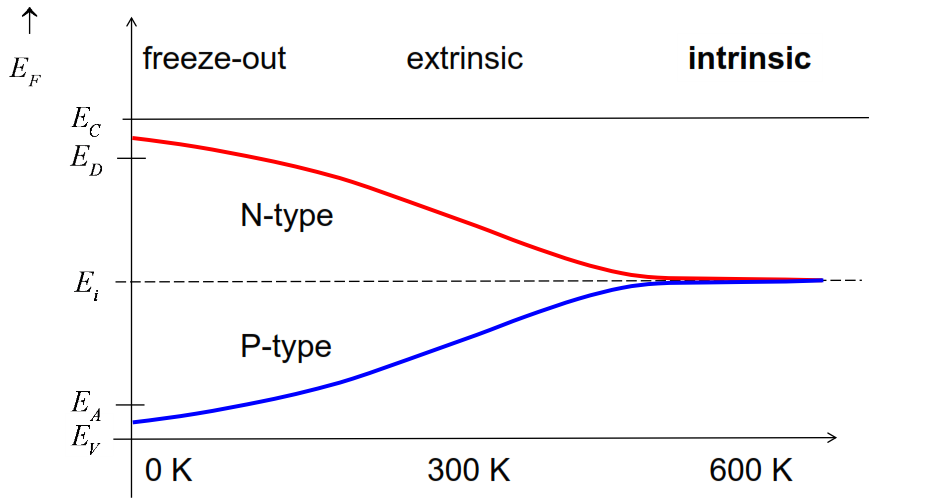 ↑
E_F
freeze-out extrinsic intrinsic
E_C
E_D
N-type
E_i
P-type
E_A
E_V
0 K 300 K 600 K